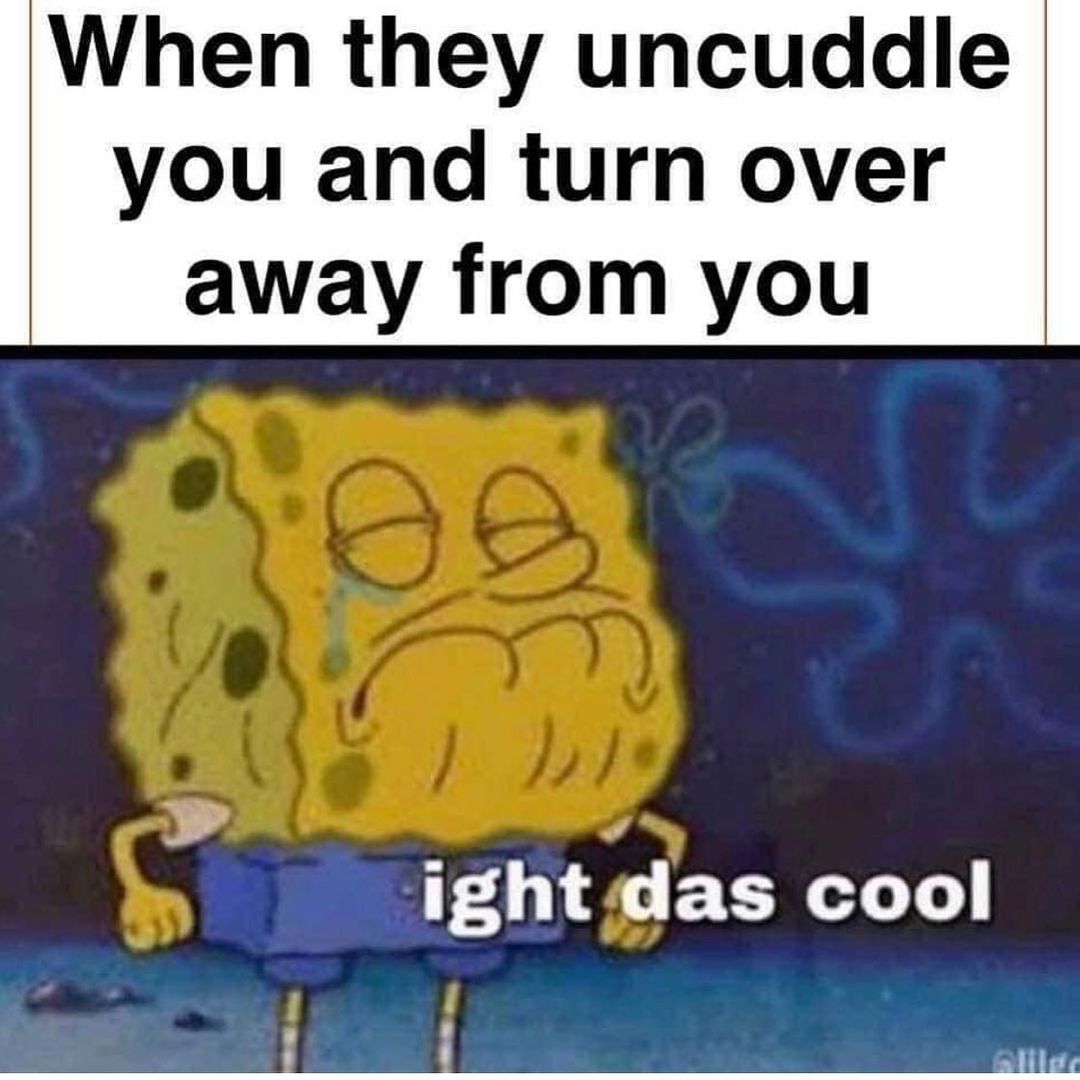 When they uncuddle
you and turn over
away from you
ight das cool